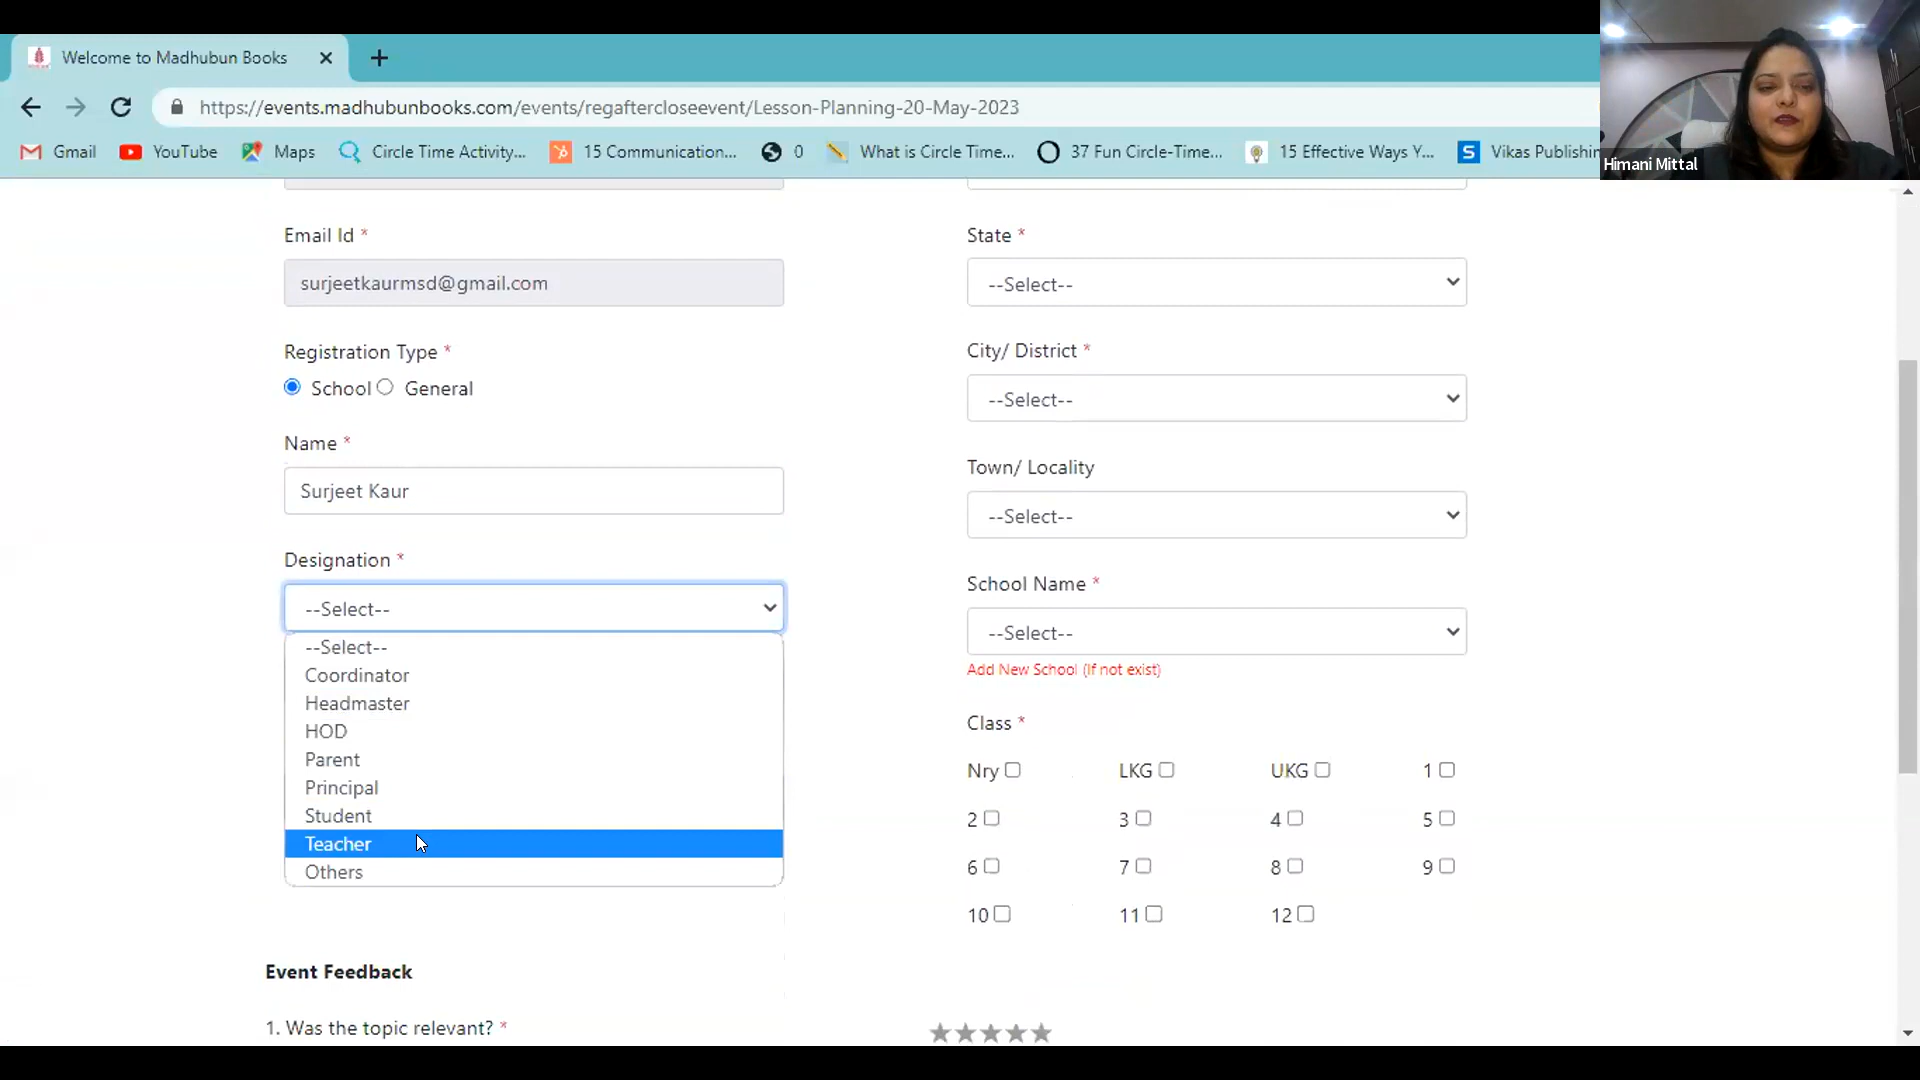 Welcome to Madhubun Books
https://events.madhubunbooks.com/events/regaftercloseevent/Lesson-Planning-20-May-2023
Gmail YouTube Maps Circle Time Activity... 15 Communication... 0 What is Circle Time... 37 Fun Circle-Time... 15 Effective Ways Y... Vikas Publishin
Himani Mittal
Email Id *
surjeetkaurmsd@gmail.com
Registration Type *
School General
Name *
Surjeet Kaur
Designation *
--Select--
--Select--
Coordinator
Headmaster
HOD
Parent
Principal
Student
Teacher
Others
State *
--Select--
City/ District *
--Select--
Town/ Locality
--Select--
School Name *
--Select--
Add New School (If not exist)
Class *
Nry LKG UKG 1
2 3 4 5
6 7 8 9
10 11 12
Event Feedback
1. Was the topic relevant? *